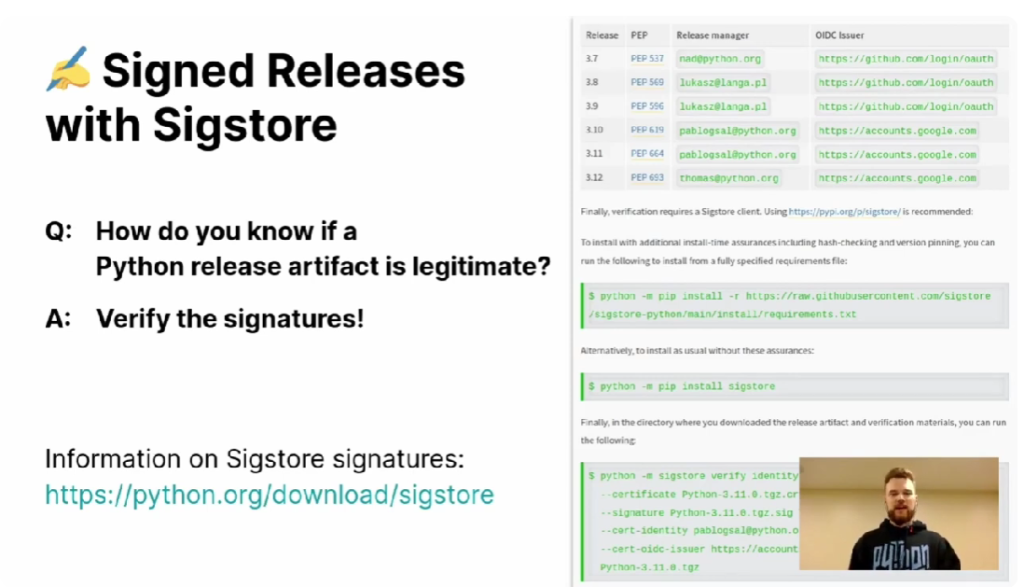 ✍️ Signed Releases
with Sigstore
Q: How do you know if a
Python release artifact is legitimate?
A: Verify the signatures!
Information on Sigstore signatures:
https://python.org/download/sigstore
Release PEP Release manager OIDC Issuer
3.7 PEP 537 nad@python.org https://github.com/login/oauth
3.8 PEP 569 lukasz@langa.pl https://github.com/login/oauth
3.9 PEP 596 lukasz@langa.pl https://github.com/login/oauth
3.10 PEP 619 pablogsal@python.org https://accounts.google.com
3.11 PEP 664 pablogsal@python.org https://accounts.google.com
3.12 PEP 693 thomas@python.org https://accounts.google.com
Finally, verification requires a Sigstore client. Using https://pypi.org/p/sigstore/ is recommended:
To install with additional install-time assurances including hash-checking and version pinning, you can
run the following to install from a fully specified requirements file:
$ python -m pip install -r https://raw.githubusercontent.com/sigstore
/sigstore-python/main/install/requirements.txt
Alternatively, to install as usual without these assurances:
$ python -m pip install sigstore
Finally, in the directory where you downloaded the release artifact and verification materials, you can run
the following:
$ python -m sigstore verify identity
--certificate Python-3.11.0.tgz.cr
--signature Python-3.11.0.tgz.sig
--cert-identity pablogsal@python.o
--cert-oidc-issuer https://account
Python-3.11.0.tgz
python